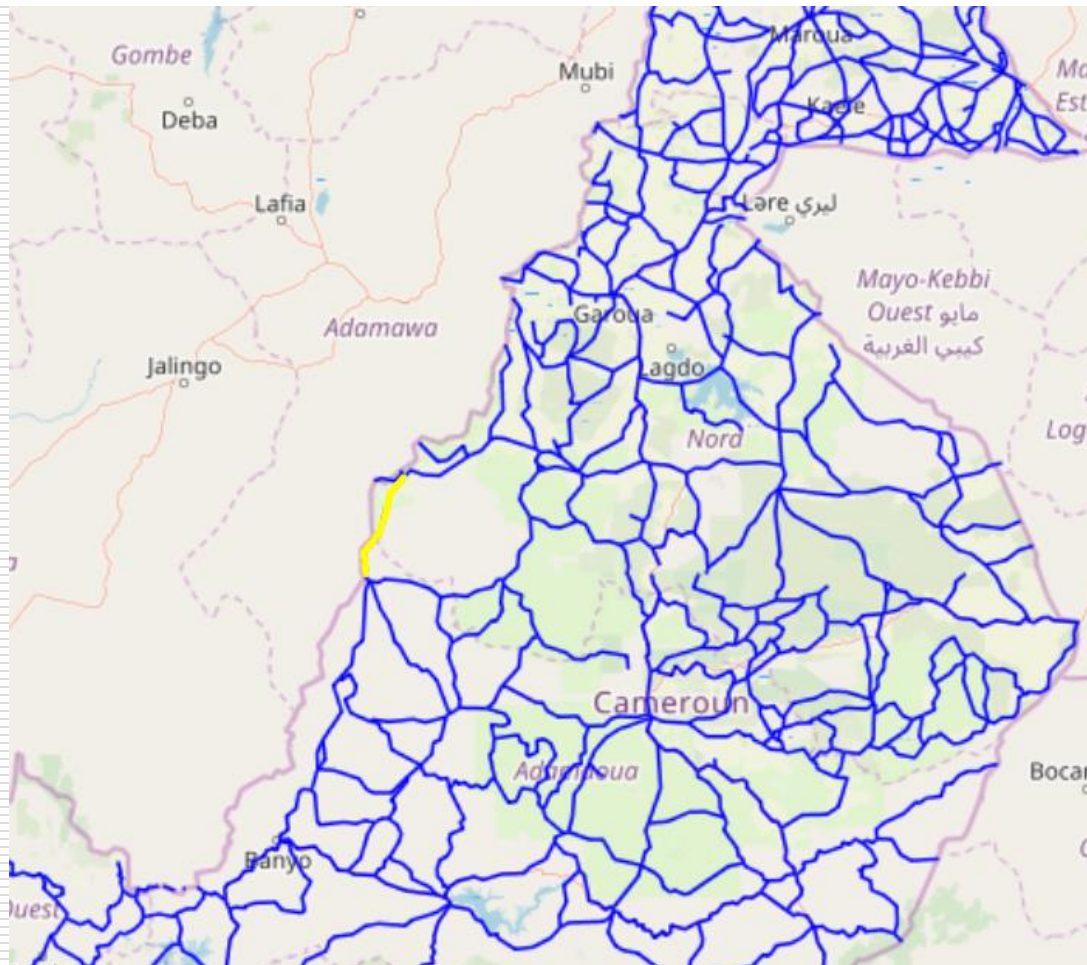 Maroua
Gombe
Mubi
Ma
Est
Deba
Kaele
Lafia
Lere ليري
Mayo-Kebbi
Ouest مايو
كيبي الغربية
Garoua
Adamawa
Lagdo
Jalingo
Nord
Log
Cameroun
Adamaoua
Bocar
Banyo
Ouest